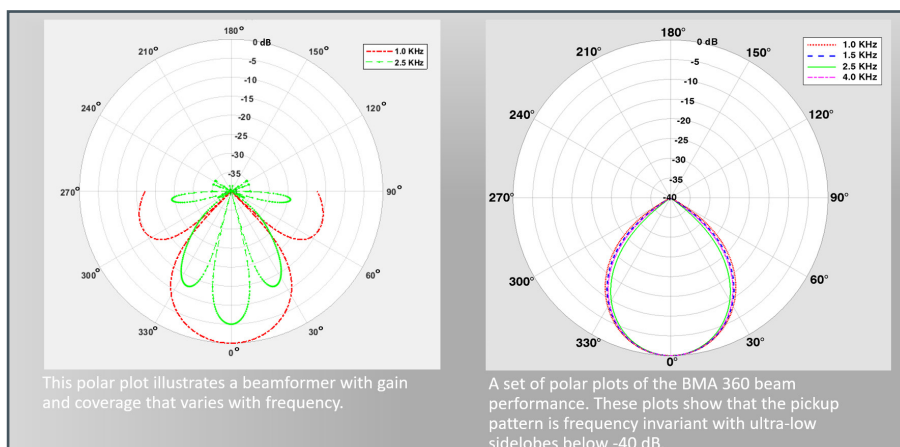 180°
0 dB
210°
150°
1.0 KHz
2.5 KHz
-5
-10
240°
120°
-15
-20
-25
-30
-35
270°
90°
300°
60°
330°
30°
0°
This polar plot illustrates a beamformer with gain
and coverage that varies with frequency.
180°
0 dB
210°
150°
1.0 KHz
1.5 KHz
2.5 KHz
4.0 KHz
-5
-10
240°
120°
-15
-20
-25
-30
-35
-40
270°
90°
300°
60°
330°
30°
0°
A set of polar plots of the BMA 360 beam
performance. These plots show that the pickup
pattern is frequency invariant with ultra-low
sidelobes below -40 dB